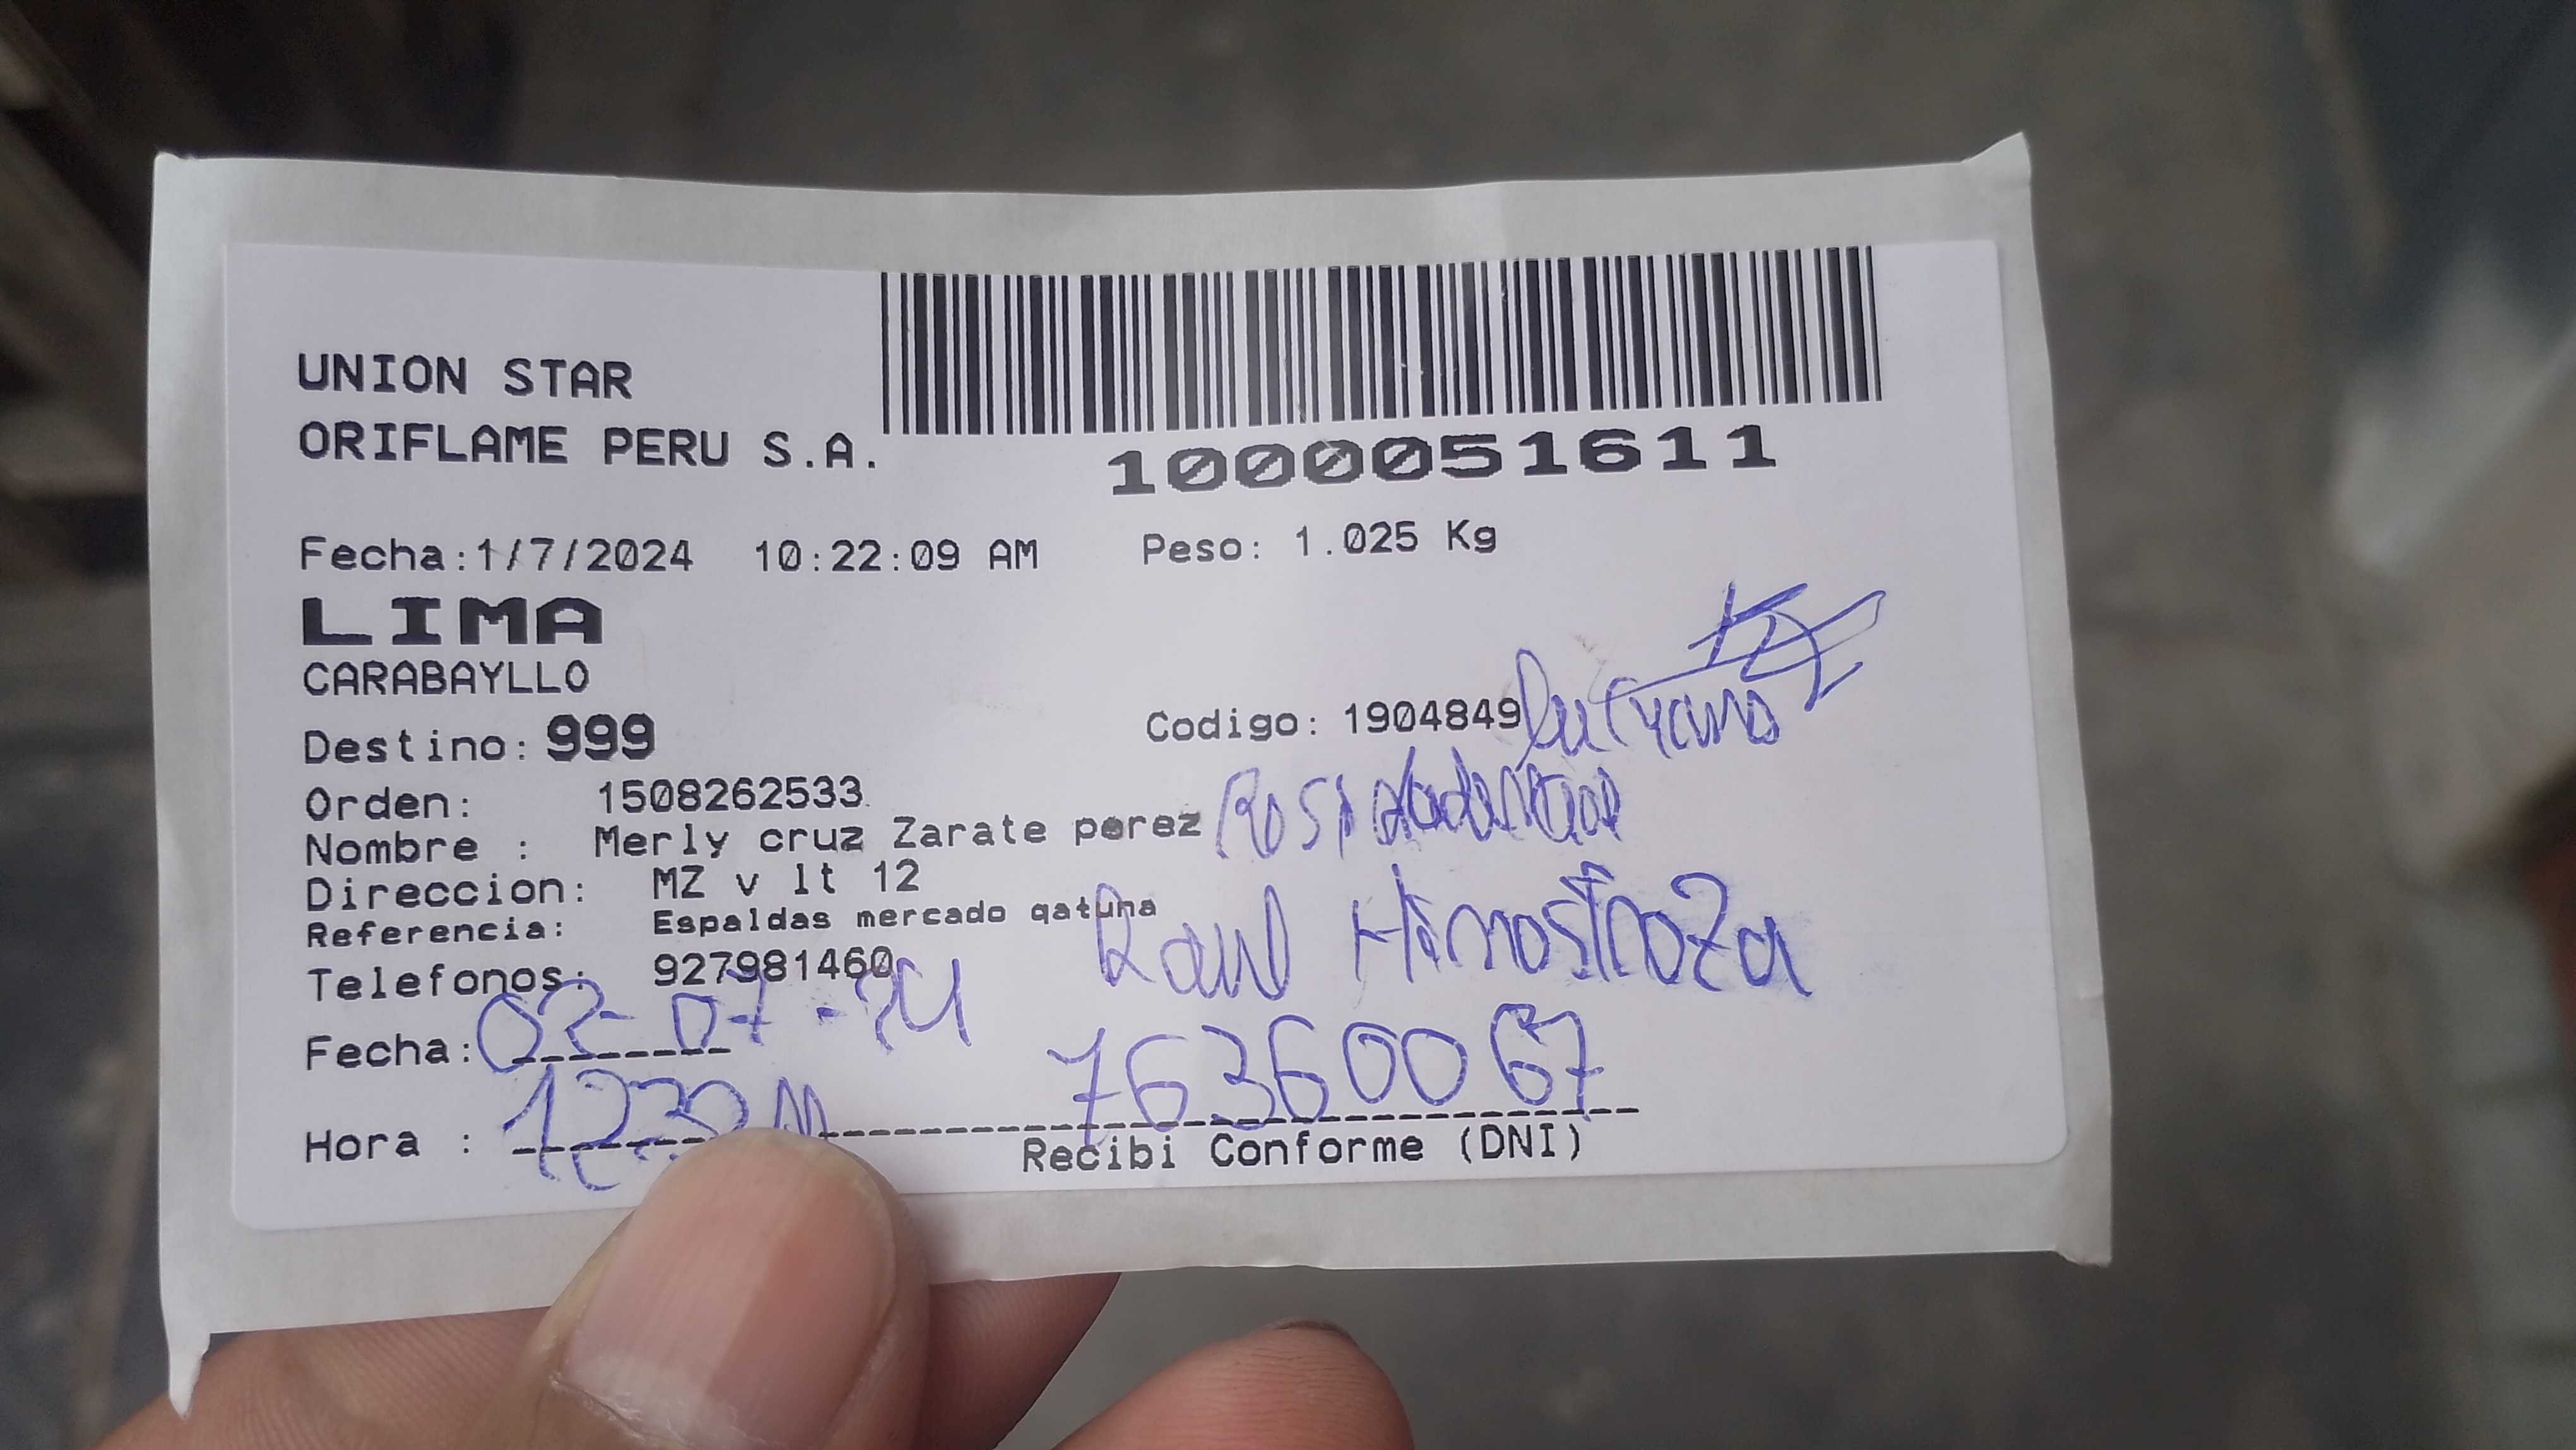 UNION STAR
ORIFLAME PERU S.A.
1000051611
Fecha:1/7/2024 10:22:09 AM Peso: 1.025 Kg
LIMA
CARABAYLLO
Destino: 999 Codigo: 1904849
Orden: 1508262533
Nombre : Merly cruz Zarate perez
Direccion: MZ v lt 12
Referencia: Espaldas mercado qatuna
Telefonos: 927981460
Raul Hinostroza
Fecha: 02-07-24
76360067
Hora :
Recibi Conforme (DNI)